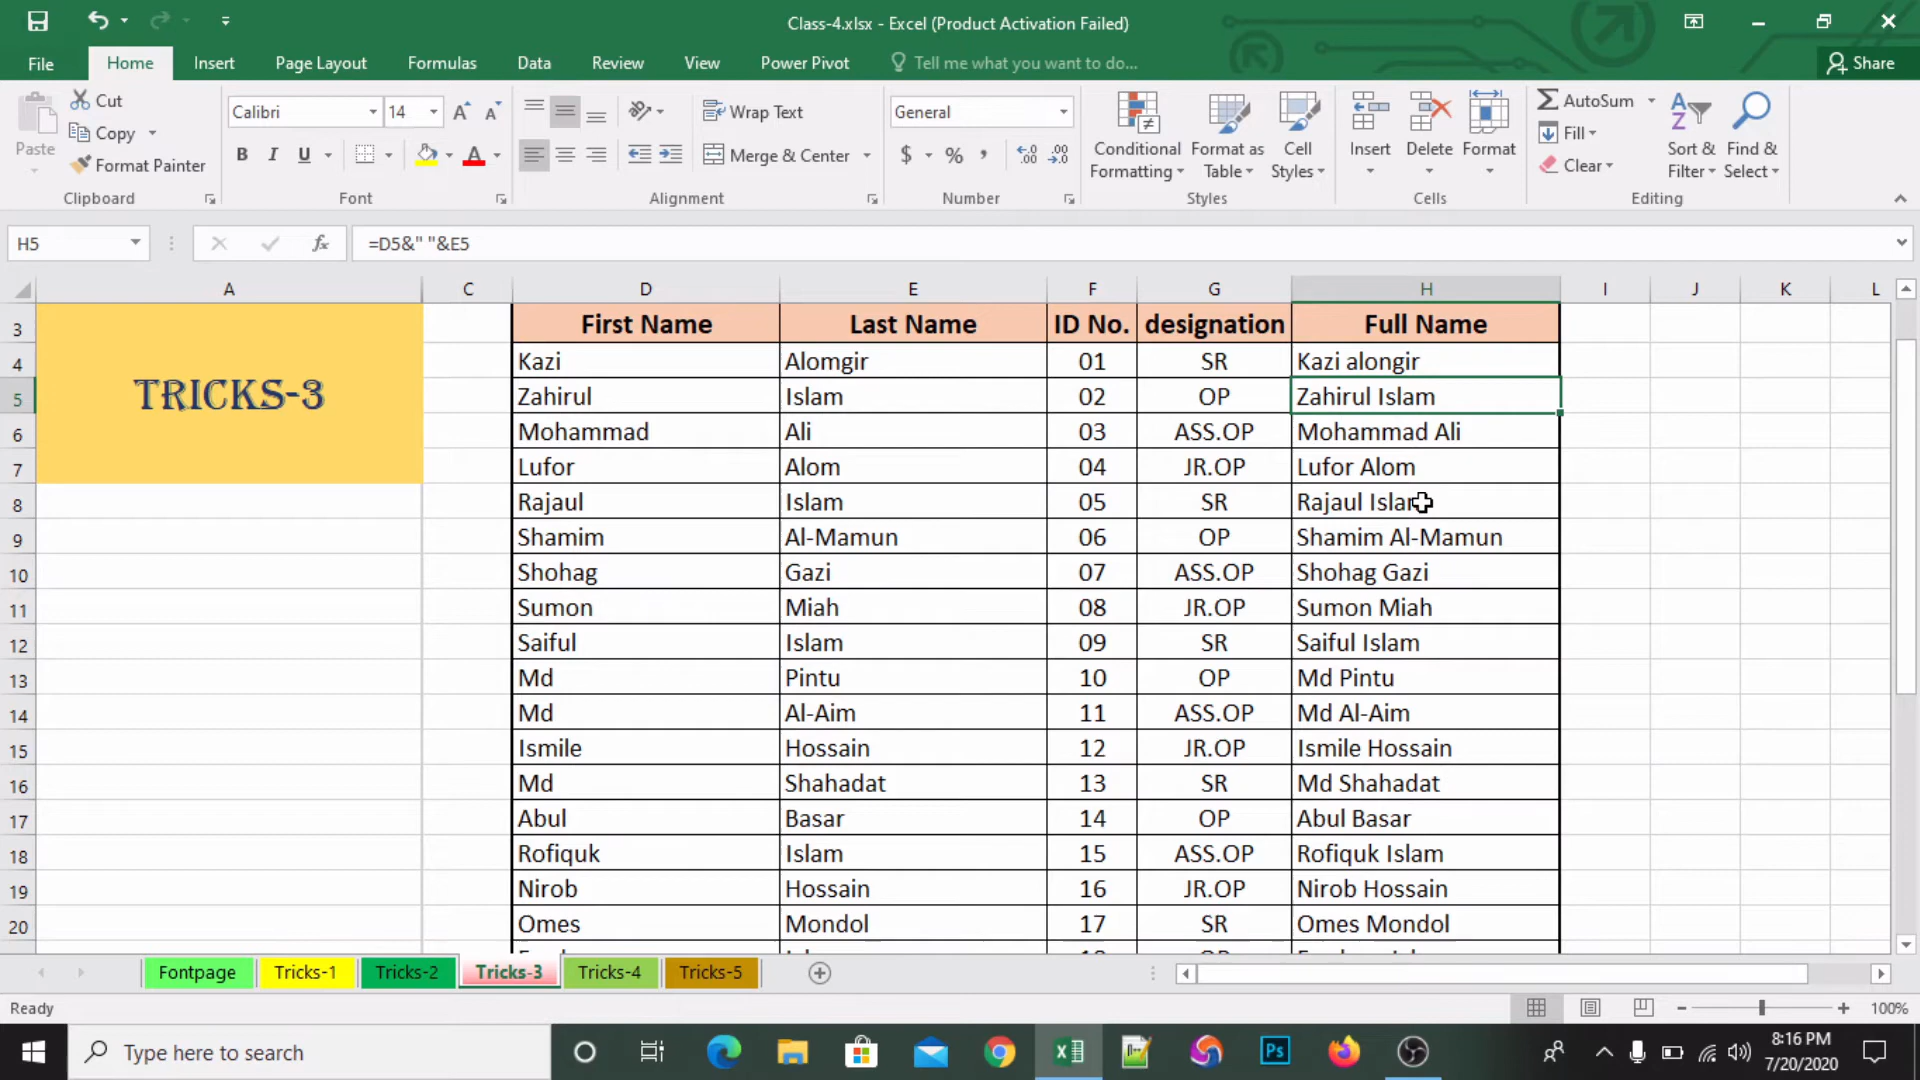 Class-4.xlsx - Excel (Product Activation Failed)
File Home Insert Page Layout Formulas Data Review View Power Pivot Tell me what you want to do... Share
Paste Cut Copy Format Painter Clipboard
Calibri 14 B I U A Font
Wrap Text Merge & Center Alignment
General $ % , Number
Conditional Formatting Format as Table Cell Styles Styles
Insert Delete Format Cells
AutoSum Fill Clear Sort & Filter Find & Select Editing
H5 fx =D5&" "&E5
A C D E F G H I J K L
3 First Name Last Name ID No. designation Full Name
TRICKS-3
4 Kazi Alomgir 01 SR Kazi alongir
5 Zahirul Islam 02 OP Zahirul Islam
6 Mohammad Ali 03 ASS.OP Mohammad Ali
7 Lufor Alom 04 JR.OP Lufor Alom
8 Rajaul Islam 05 SR Rajaul Islam
9 Shamim Al-Mamun 06 OP Shamim Al-Mamun
10 Shohag Gazi 07 ASS.OP Shohag Gazi
11 Sumon Miah 08 JR.OP Sumon Miah
12 Saiful Islam 09 SR Saiful Islam
13 Md Pintu 10 OP Md Pintu
14 Md Al-Aim 11 ASS.OP Md Al-Aim
15 Ismile Hossain 12 JR.OP Ismile Hossain
16 Md Shahadat 13 SR Md Shahadat
17 Abul Basar 14 OP Abul Basar
18 Rofiquk Islam 15 ASS.OP Rofiquk Islam
19 Nirob Hossain 16 JR.OP Nirob Hossain
20 Omes Mondol 17 SR Omes Mondol
Fontpage Tricks-1 Tricks-2 Tricks-3 Tricks-4 Tricks-5
Ready 100%
Type here to search Ps 8:16 PM
7/20/2020